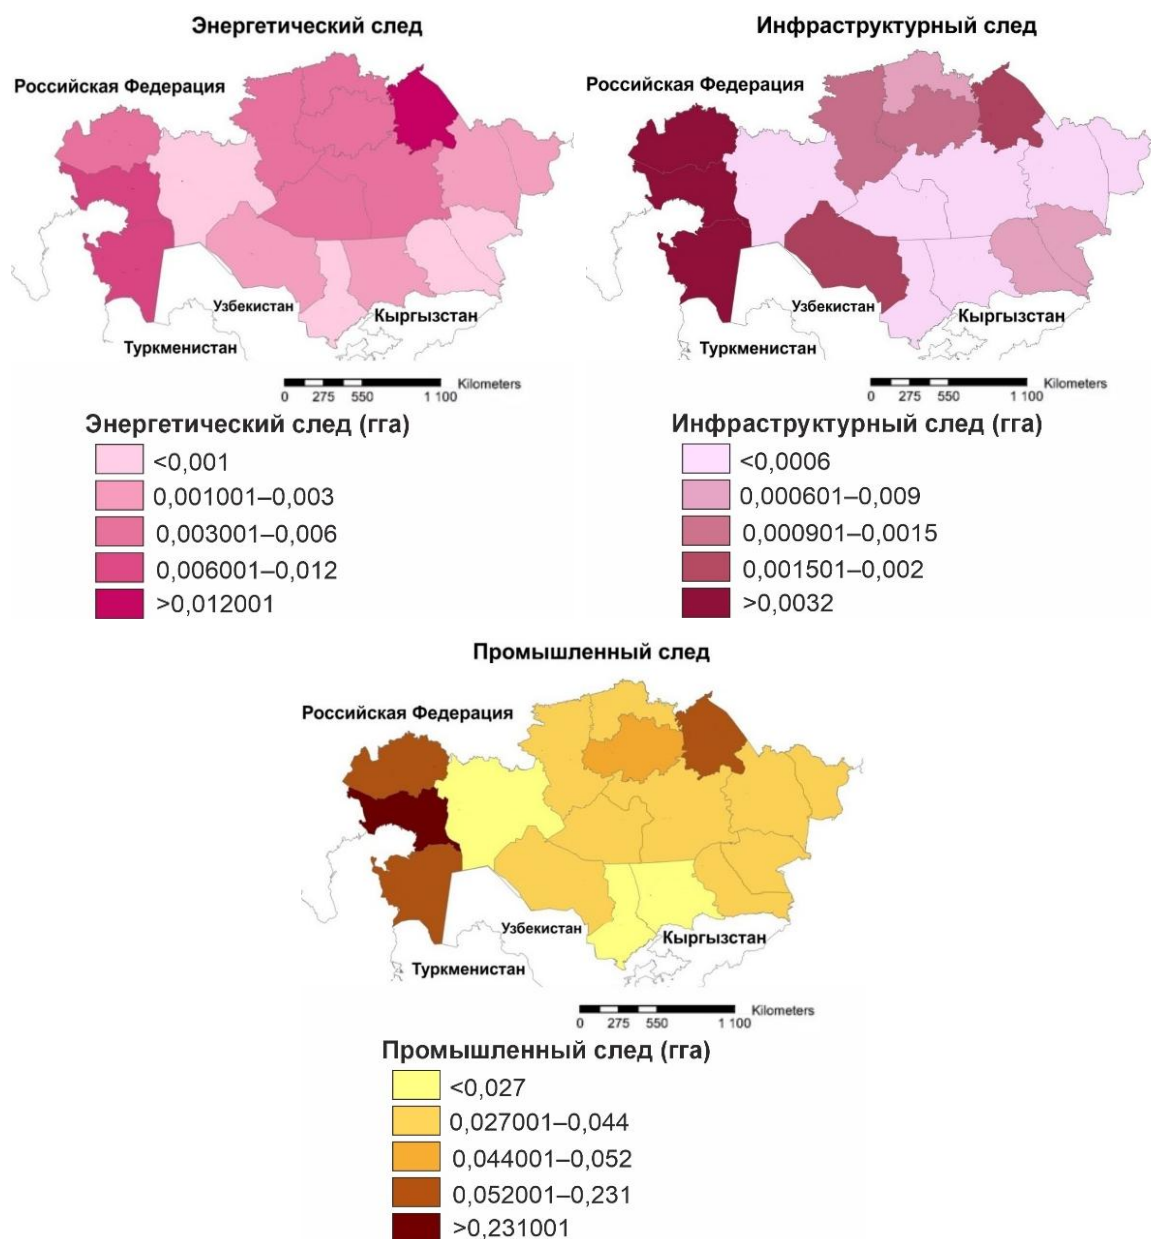 Энергетический след
Российская Федерация
Узбекистан
Кыргызстан
Туркменистан
Kilometers
0 275 550 1 100
Энергетический след (гга)
<0,001
0,001001–0,003
0,003001–0,006
0,006001–0,012
>0,012001
Инфраструктурный след
Российская Федерация
Узбекистан
Кыргызстан
Туркменистан
Kilometers
0 275 550 1 100
Инфраструктурный след (гга)
<0,0006
0,000601–0,009
0,000901–0,0015
0,001501–0,002
>0,0032
Промышленный след
Российская Федерация
Узбекистан
Кыргызстан
Туркменистан
Kilometers
0 275 550 1 100
Промышленный след (гга)
<0,027
0,027001–0,044
0,044001–0,052
0,052001–0,231
>0,231001